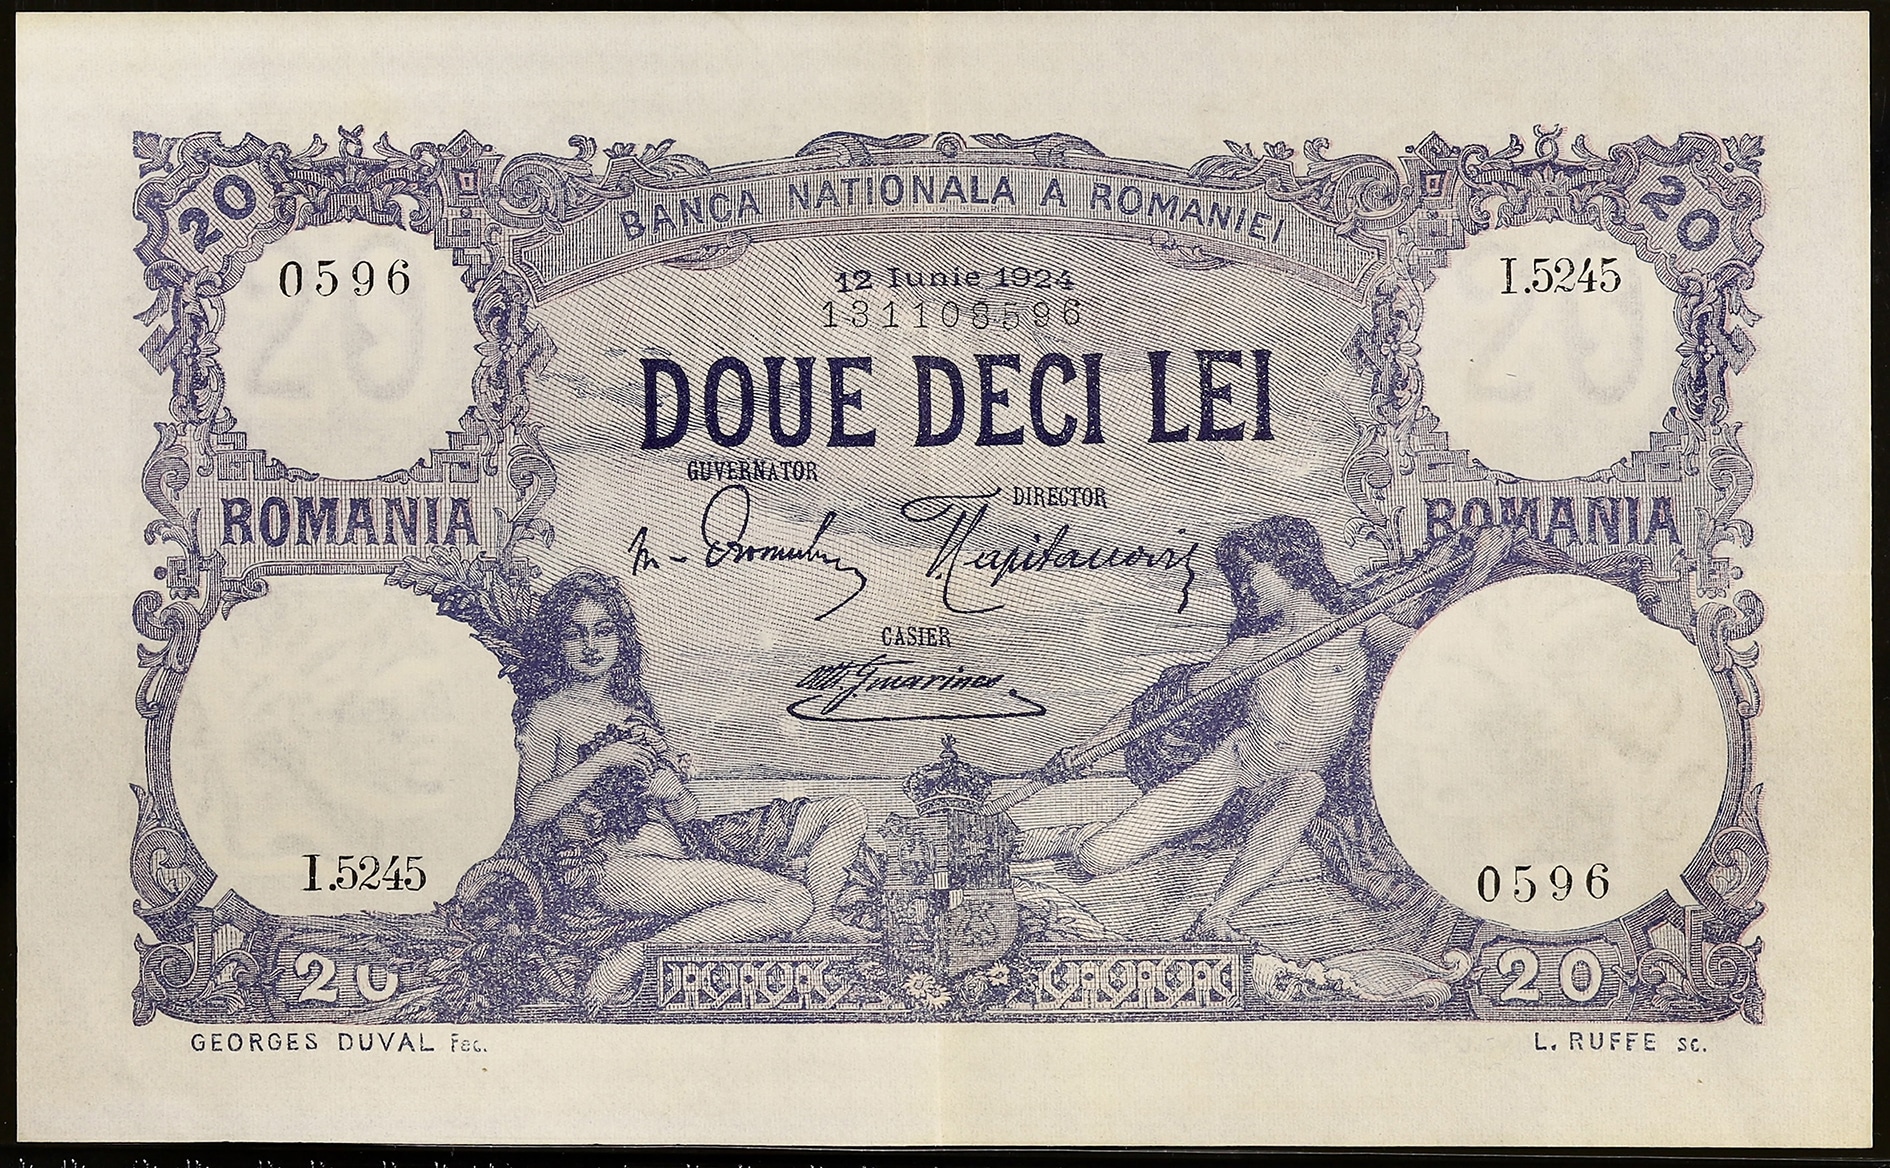 20
20
BANCA NATIONALA A ROMANIEI
0596
I.5245
12 Iunie 1924
131108596
DOUE DECI LEI
GUVERNATOR
DIRECTOR
ROMANIA
ROMANIA
CASIER
I.5245
0596
20
20
GEORGES DUVAL Fec.
L. RUFFE sc.